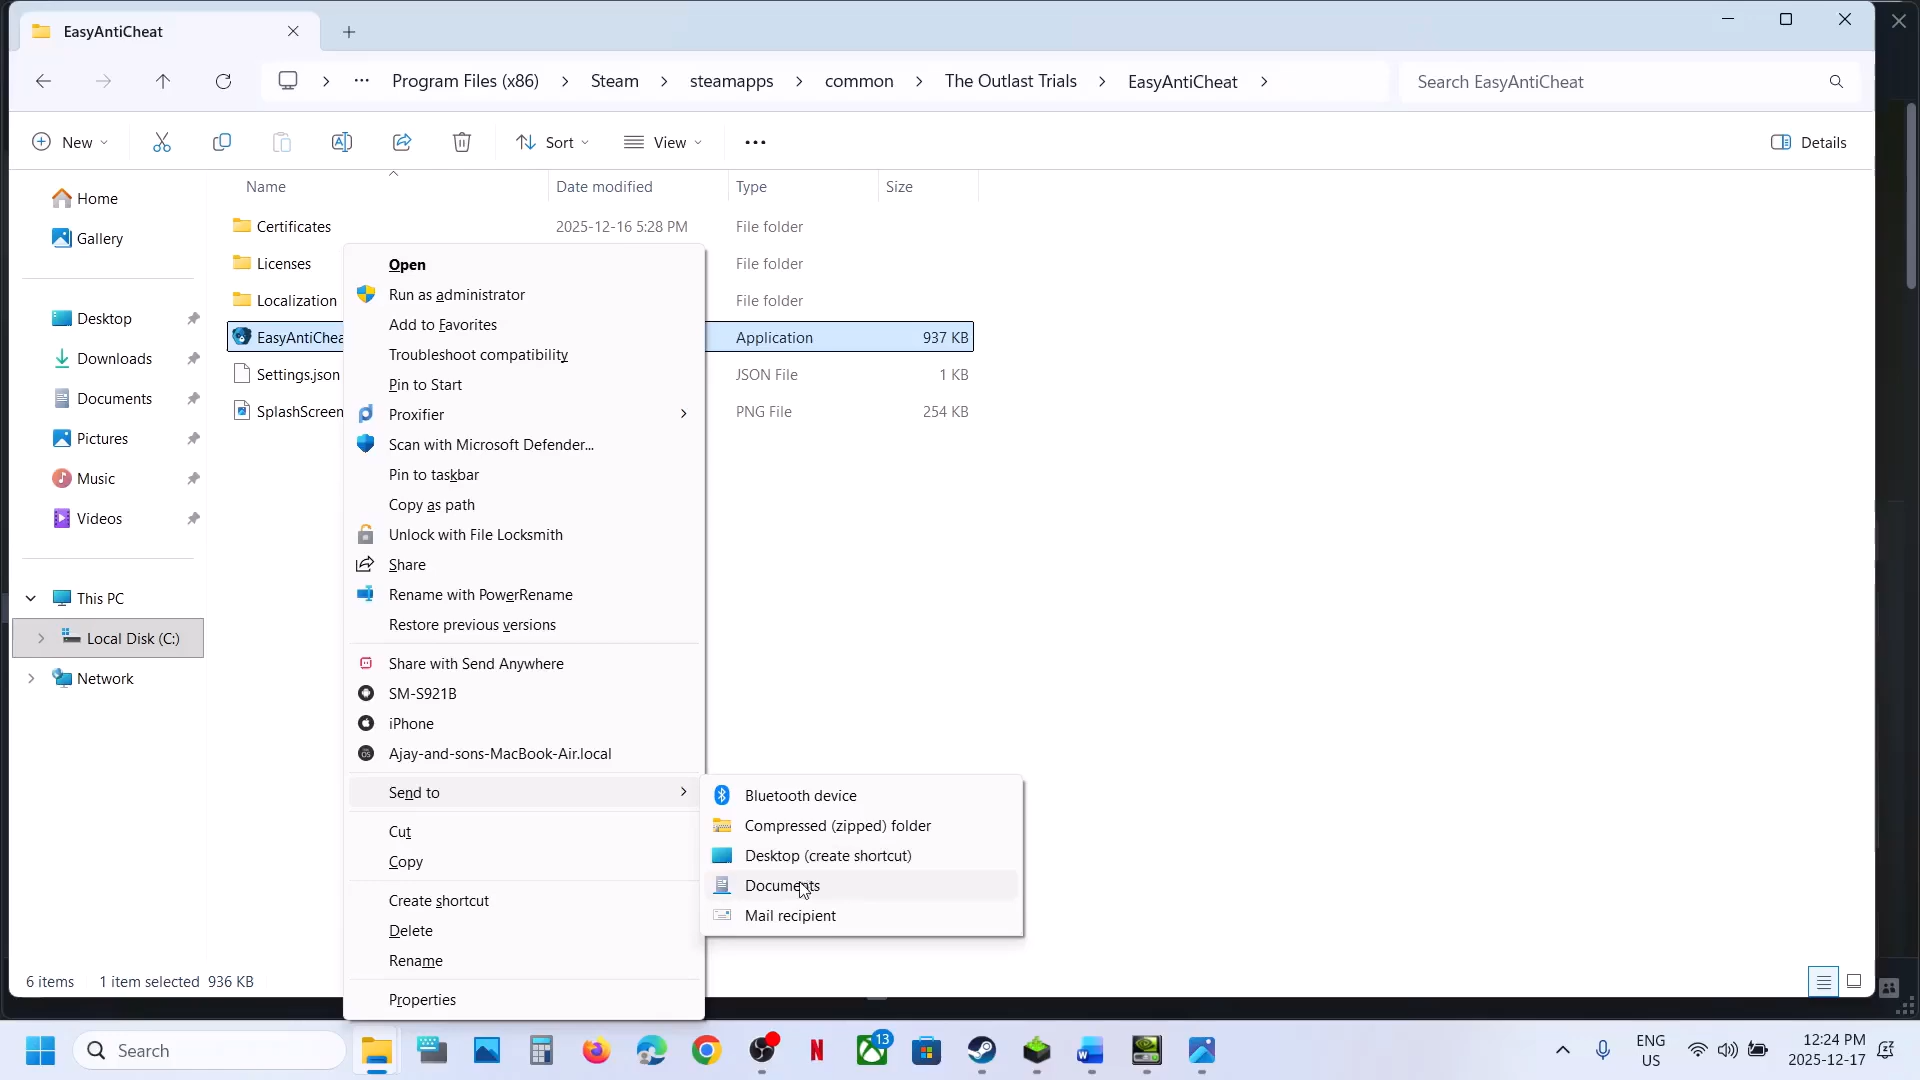 EasyAntiCheat
Program Files (x86) Steam steamapps common The Outlast Trials EasyAntiCheat
Search EasyAntiCheat
New
Sort
View
Details
Name Date modified Type Size
Home
Gallery
Desktop
Downloads
Documents
Pictures
Music
Videos
This PC
Local Disk (C:)
Network
Certificates 2025-12-16 5:28 PM File folder
Licenses File folder
Localization File folder
EasyAntiChea Application 937 KB
Settings.json JSON File 1 KB
SplashScreen PNG File 254 KB
Open
Run as administrator
Add to Favorites
Troubleshoot compatibility
Pin to Start
Proxifier
Scan with Microsoft Defender...
Pin to taskbar
Copy as path
Unlock with File Locksmith
Share
Rename with PowerRename
Restore previous versions
Share with Send Anywhere
SM-S921B
iPhone
Ajay-and-sons-MacBook-Air.local
Send to
Cut
Copy
Create shortcut
Delete
Rename
Properties
Bluetooth device
Compressed (zipped) folder
Desktop (create shortcut)
Documents
Mail recipient
6 items 1 item selected 936 KB
Search
13
ENG
US
12:24 PM
2025-12-17